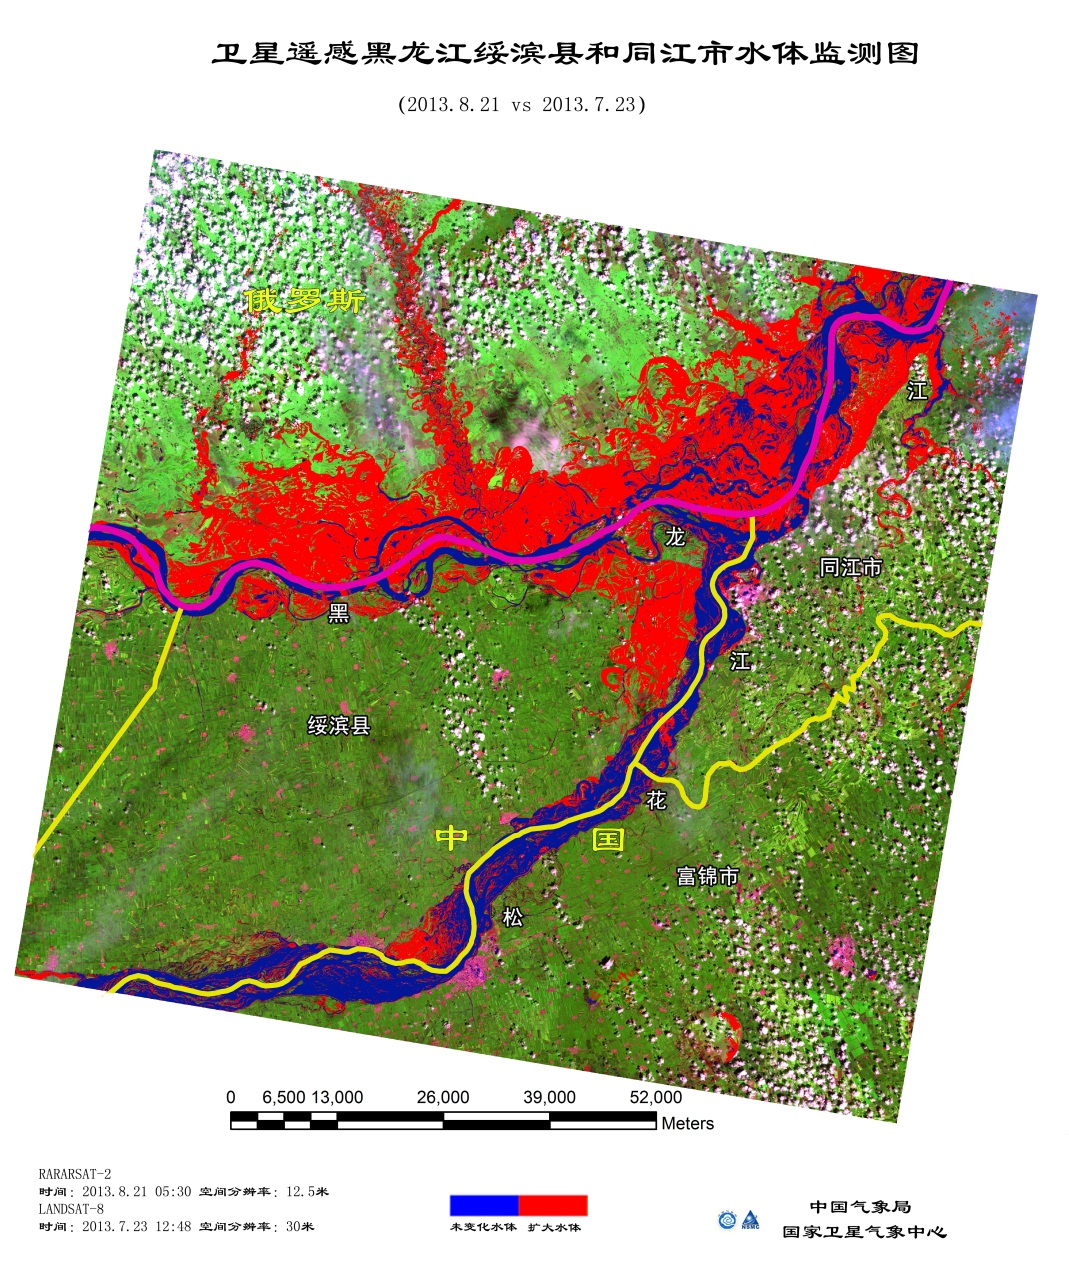 卫星遥感黑龙江绥滨县和同江市水体监测图
(2013.8.21 vs 2013.7.23)
俄罗斯
江
龙
同江市
黑
江
绥滨县
花
中 国
富锦市
松
0 6,500 13,000 26,000 39,000 52,000
Meters
RARARSAT-2
时间: 2013.8.21 05:30 空间分辨率: 12.5米
LANDSAT-8
时间: 2013.7.23 12:48 空间分辨率: 30米
未变化水体 扩大水体
NSMC
中国气象局
国家卫星气象中心